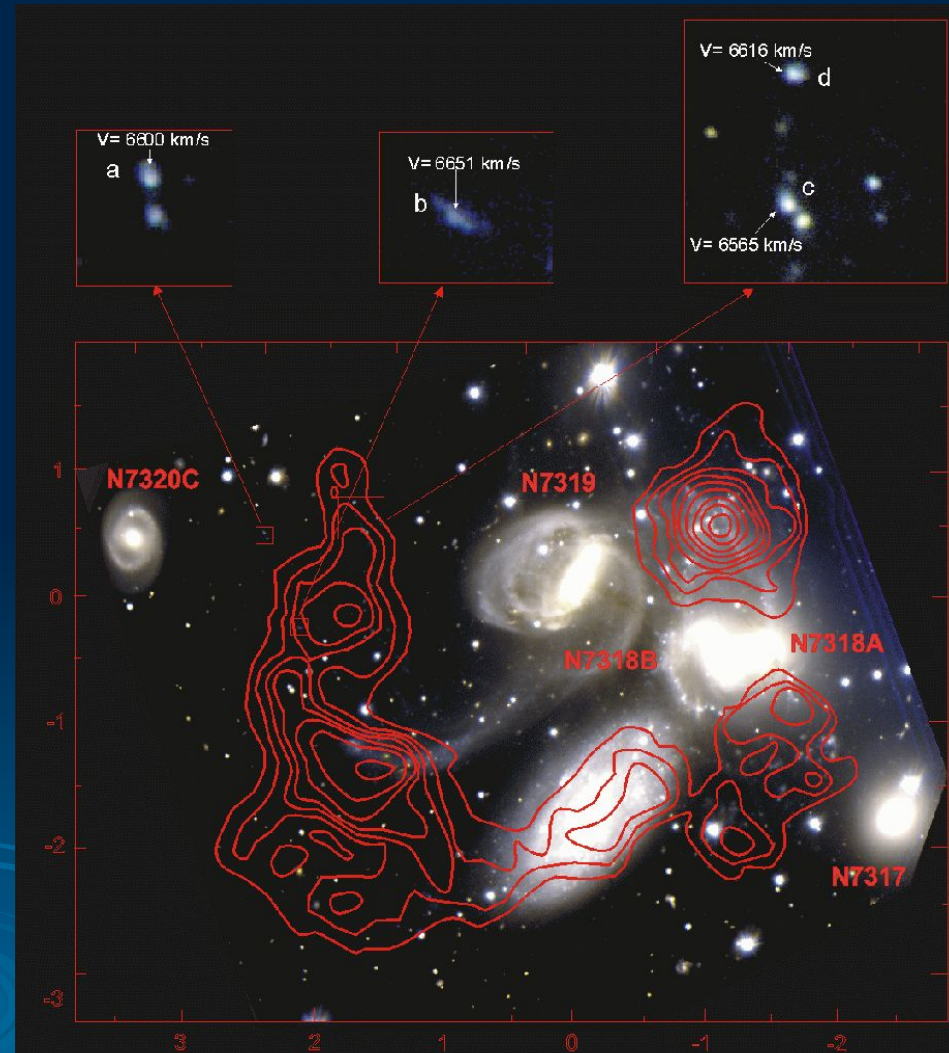 V= 6616 km/s
d
V= 6600 km/s
a
V= 6651 km/s
b
c
V= 6565 km/s
N7320C
N7319
N7318B
N7318A
N7317
1
0
-1
-2
-3
3 2 1 0 -1 -2